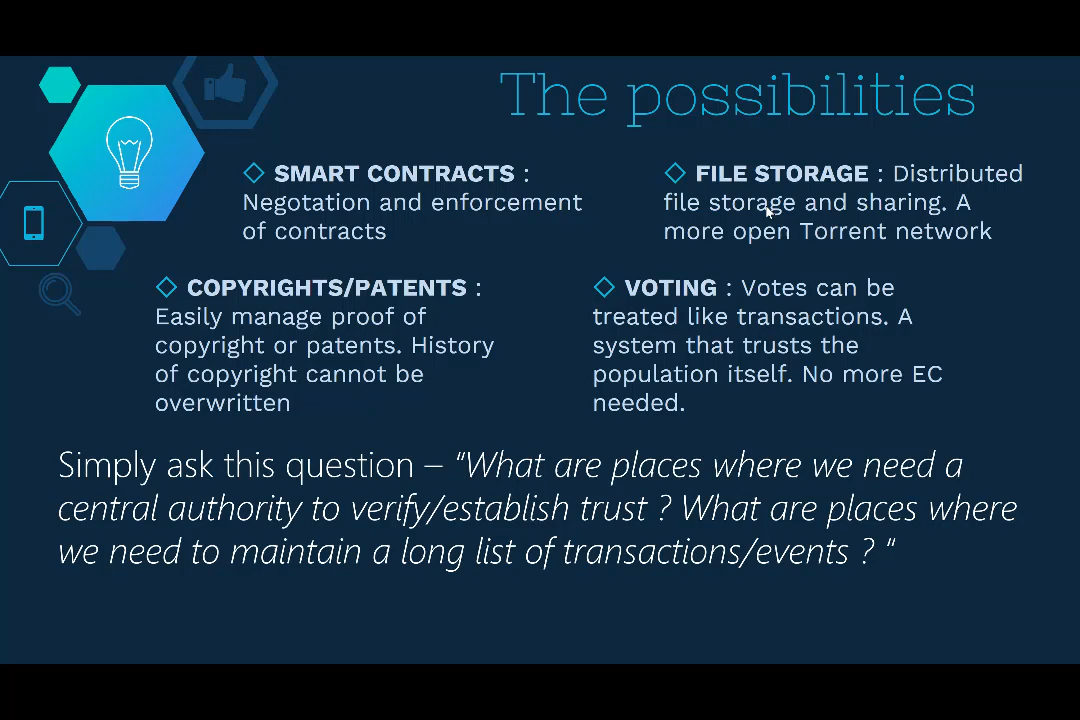 The possibilities
SMART CONTRACTS :
Negotation and enforcement
of contracts
FILE STORAGE : Distributed
file storage and sharing. A
more open Torrent network
COPYRIGHTS/PATENTS :
Easily manage proof of
copyright or patents. History
of copyright cannot be
overwritten
VOTING : Votes can be
treated like transactions. A
system that trusts the
population itself. No more EC
needed.
Simply ask this question – “What are places where we need a
central authority to verify/establish trust ? What are places where
we need to maintain a long list of transactions/events ? “